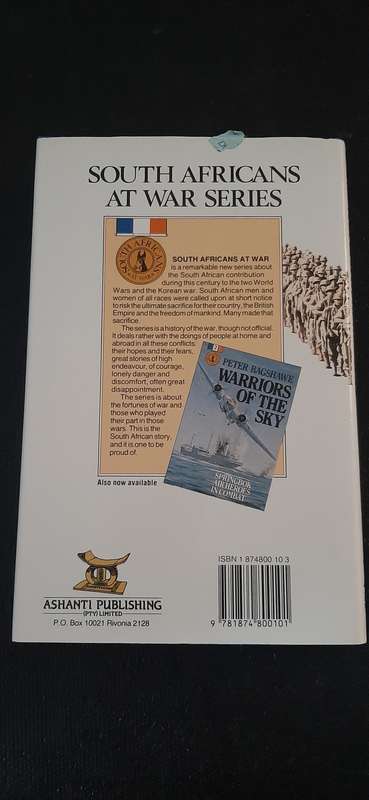 SOUTH AFRICANS
AT WAR SERIES
SOUTH AFRICANS
AT WAR
SOUTH AFRICANS AT WAR
is a remarkable new series about
the South African contribution
during this century to the two World
Wars and the Korean war. South African men and
women of all races were called upon at short notice
to risk the ultimate sacrifice for their country, the British
Empire and the freedom of mankind. Many made that
sacrifice.
The series is a history of the war, though not official.
It deals rather with the doings of people at home and
abroad in all these conflicts,
their hopes and their fears,
great stories of high
endeavour, of courage,
lonely danger and
discomfort, often great
disappointment.
The series is about
the fortunes of war and
those who played
their part in those
wars. This is the
South African story,
and it is one to be
proud of.
PETER BAGSHAWE
WARRIORS
OF THE
SKY
SPRINGBOK
AIR HEROES
IN COMBAT
Also now available
ISBN 1 874800 10 3
9 781874 800101
ASHANTI PUBLISHING
(PTY) LIMITED
P.O. Box 10021 Rivonia 2128